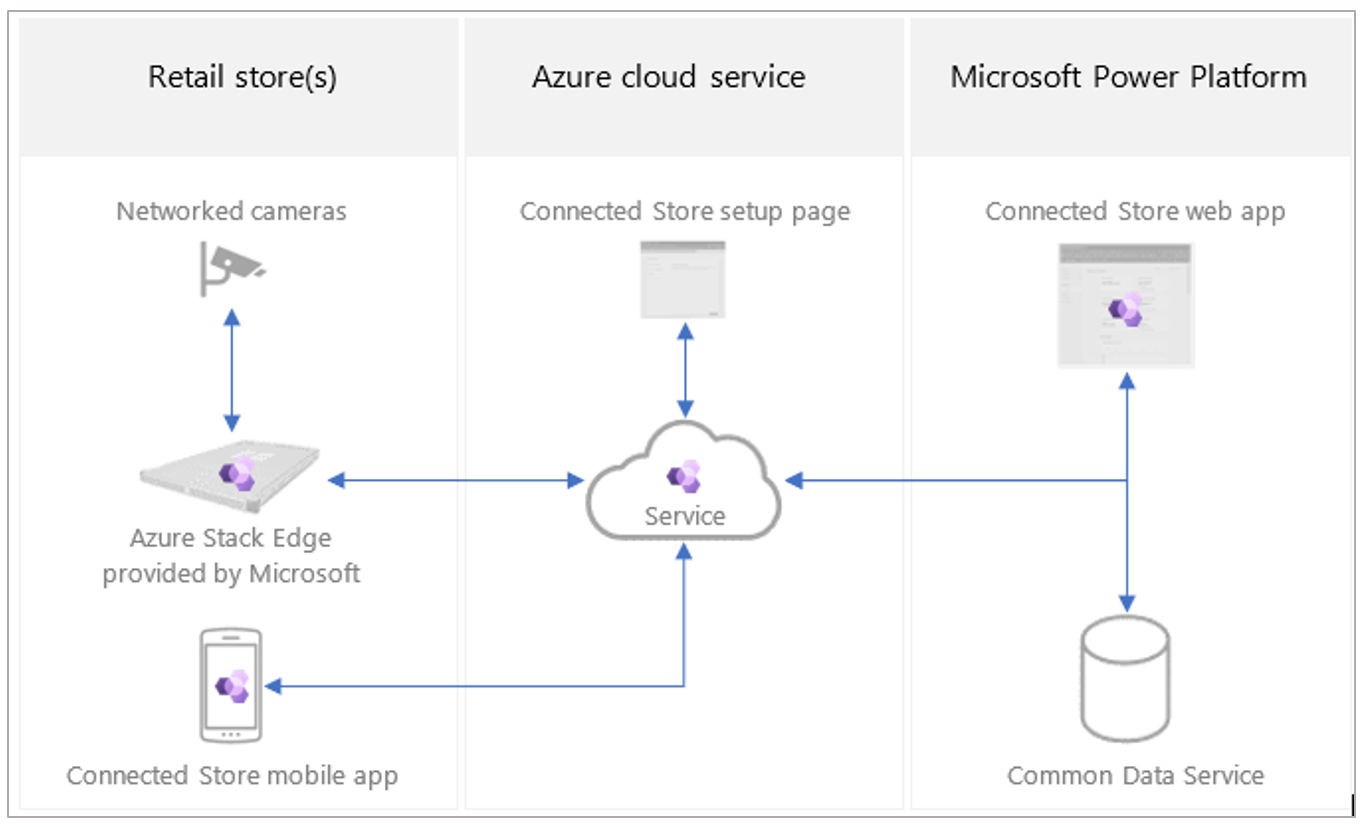 Retail store(s)
Azure cloud service
Microsoft Power Platform
Networked cameras
Connected Store setup page
Connected Store web app
Service
Azure Stack Edge
provided by Microsoft
Connected Store mobile app
Common Data Service